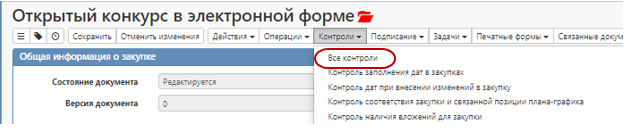 Открытый конкурс в электронной форме
Сохранить Отменить изменения Действия Операции Контроли Подписание Задачи Печатные формы Связанные
Общая информация о закупке
Все контроли
Состояние документа Редактируется
Контроль заполнения дат в закупках
Контроль дат при внесении изменений в закупку
Версия документа 0
Контроль соответствия закупки и связанной позиции плана-графика
Контроль наличия вложений для закупки